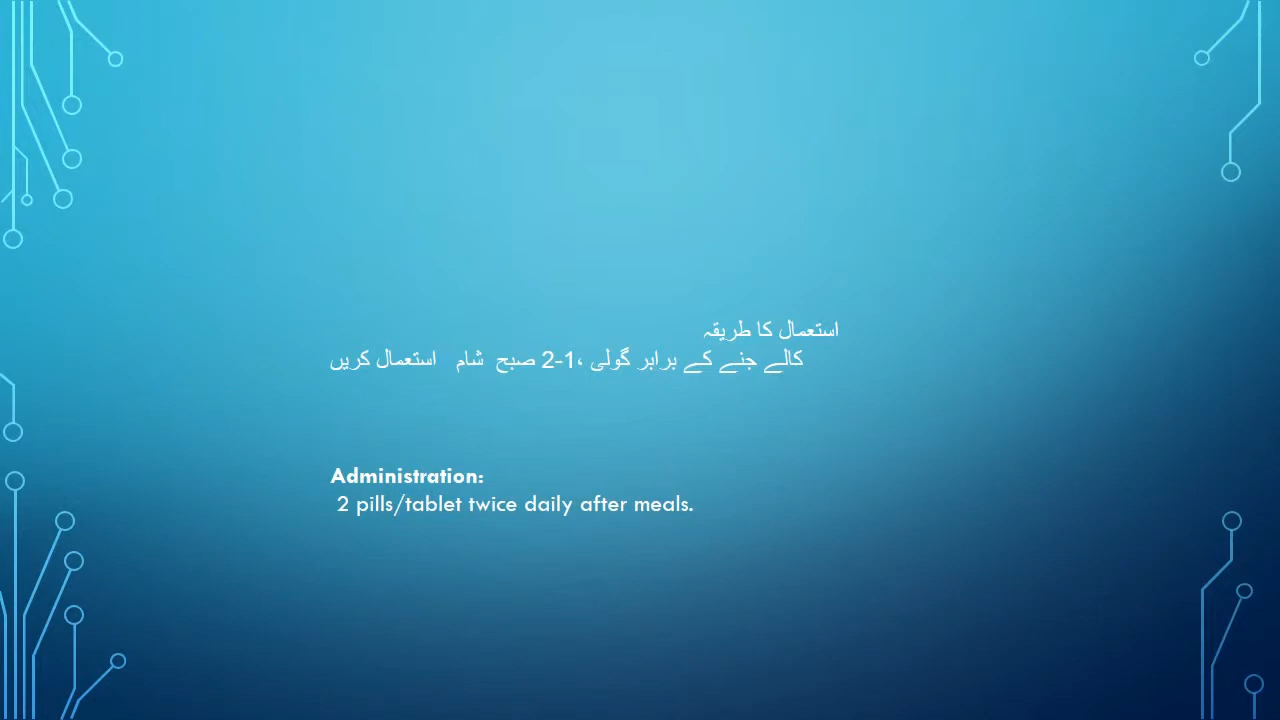 استعمال کا طریقہ
کالے جنے کے برابر گولی ،1-2 صبح شام استعمال کریں
Administration:
2 pills/tablet twice daily after meals.